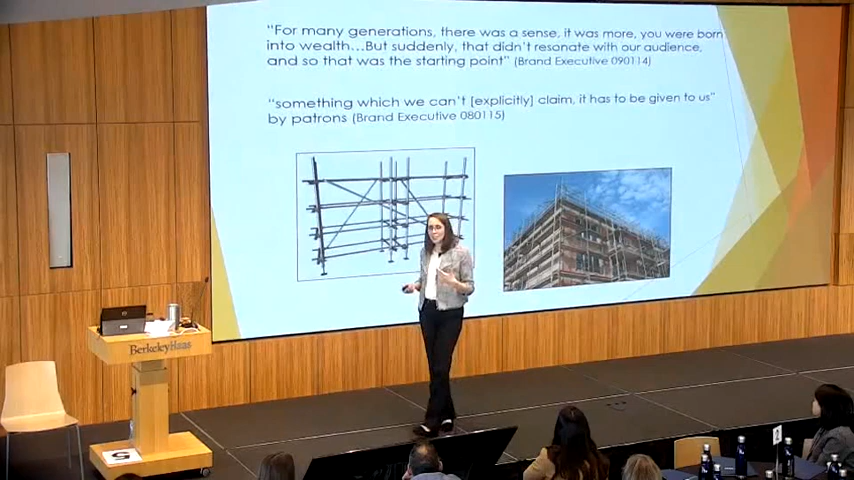 “For many generations, there was a sense, it was more, you were born
into wealth…But suddenly, that didn’t resonate with our audience,
and so that was the starting point” (Brand Executive 090114)
“something which we can’t [explicitly] claim, it has to be given to us”
by patrons (Brand Executive 080115)
BerkeleyHaas
5
1